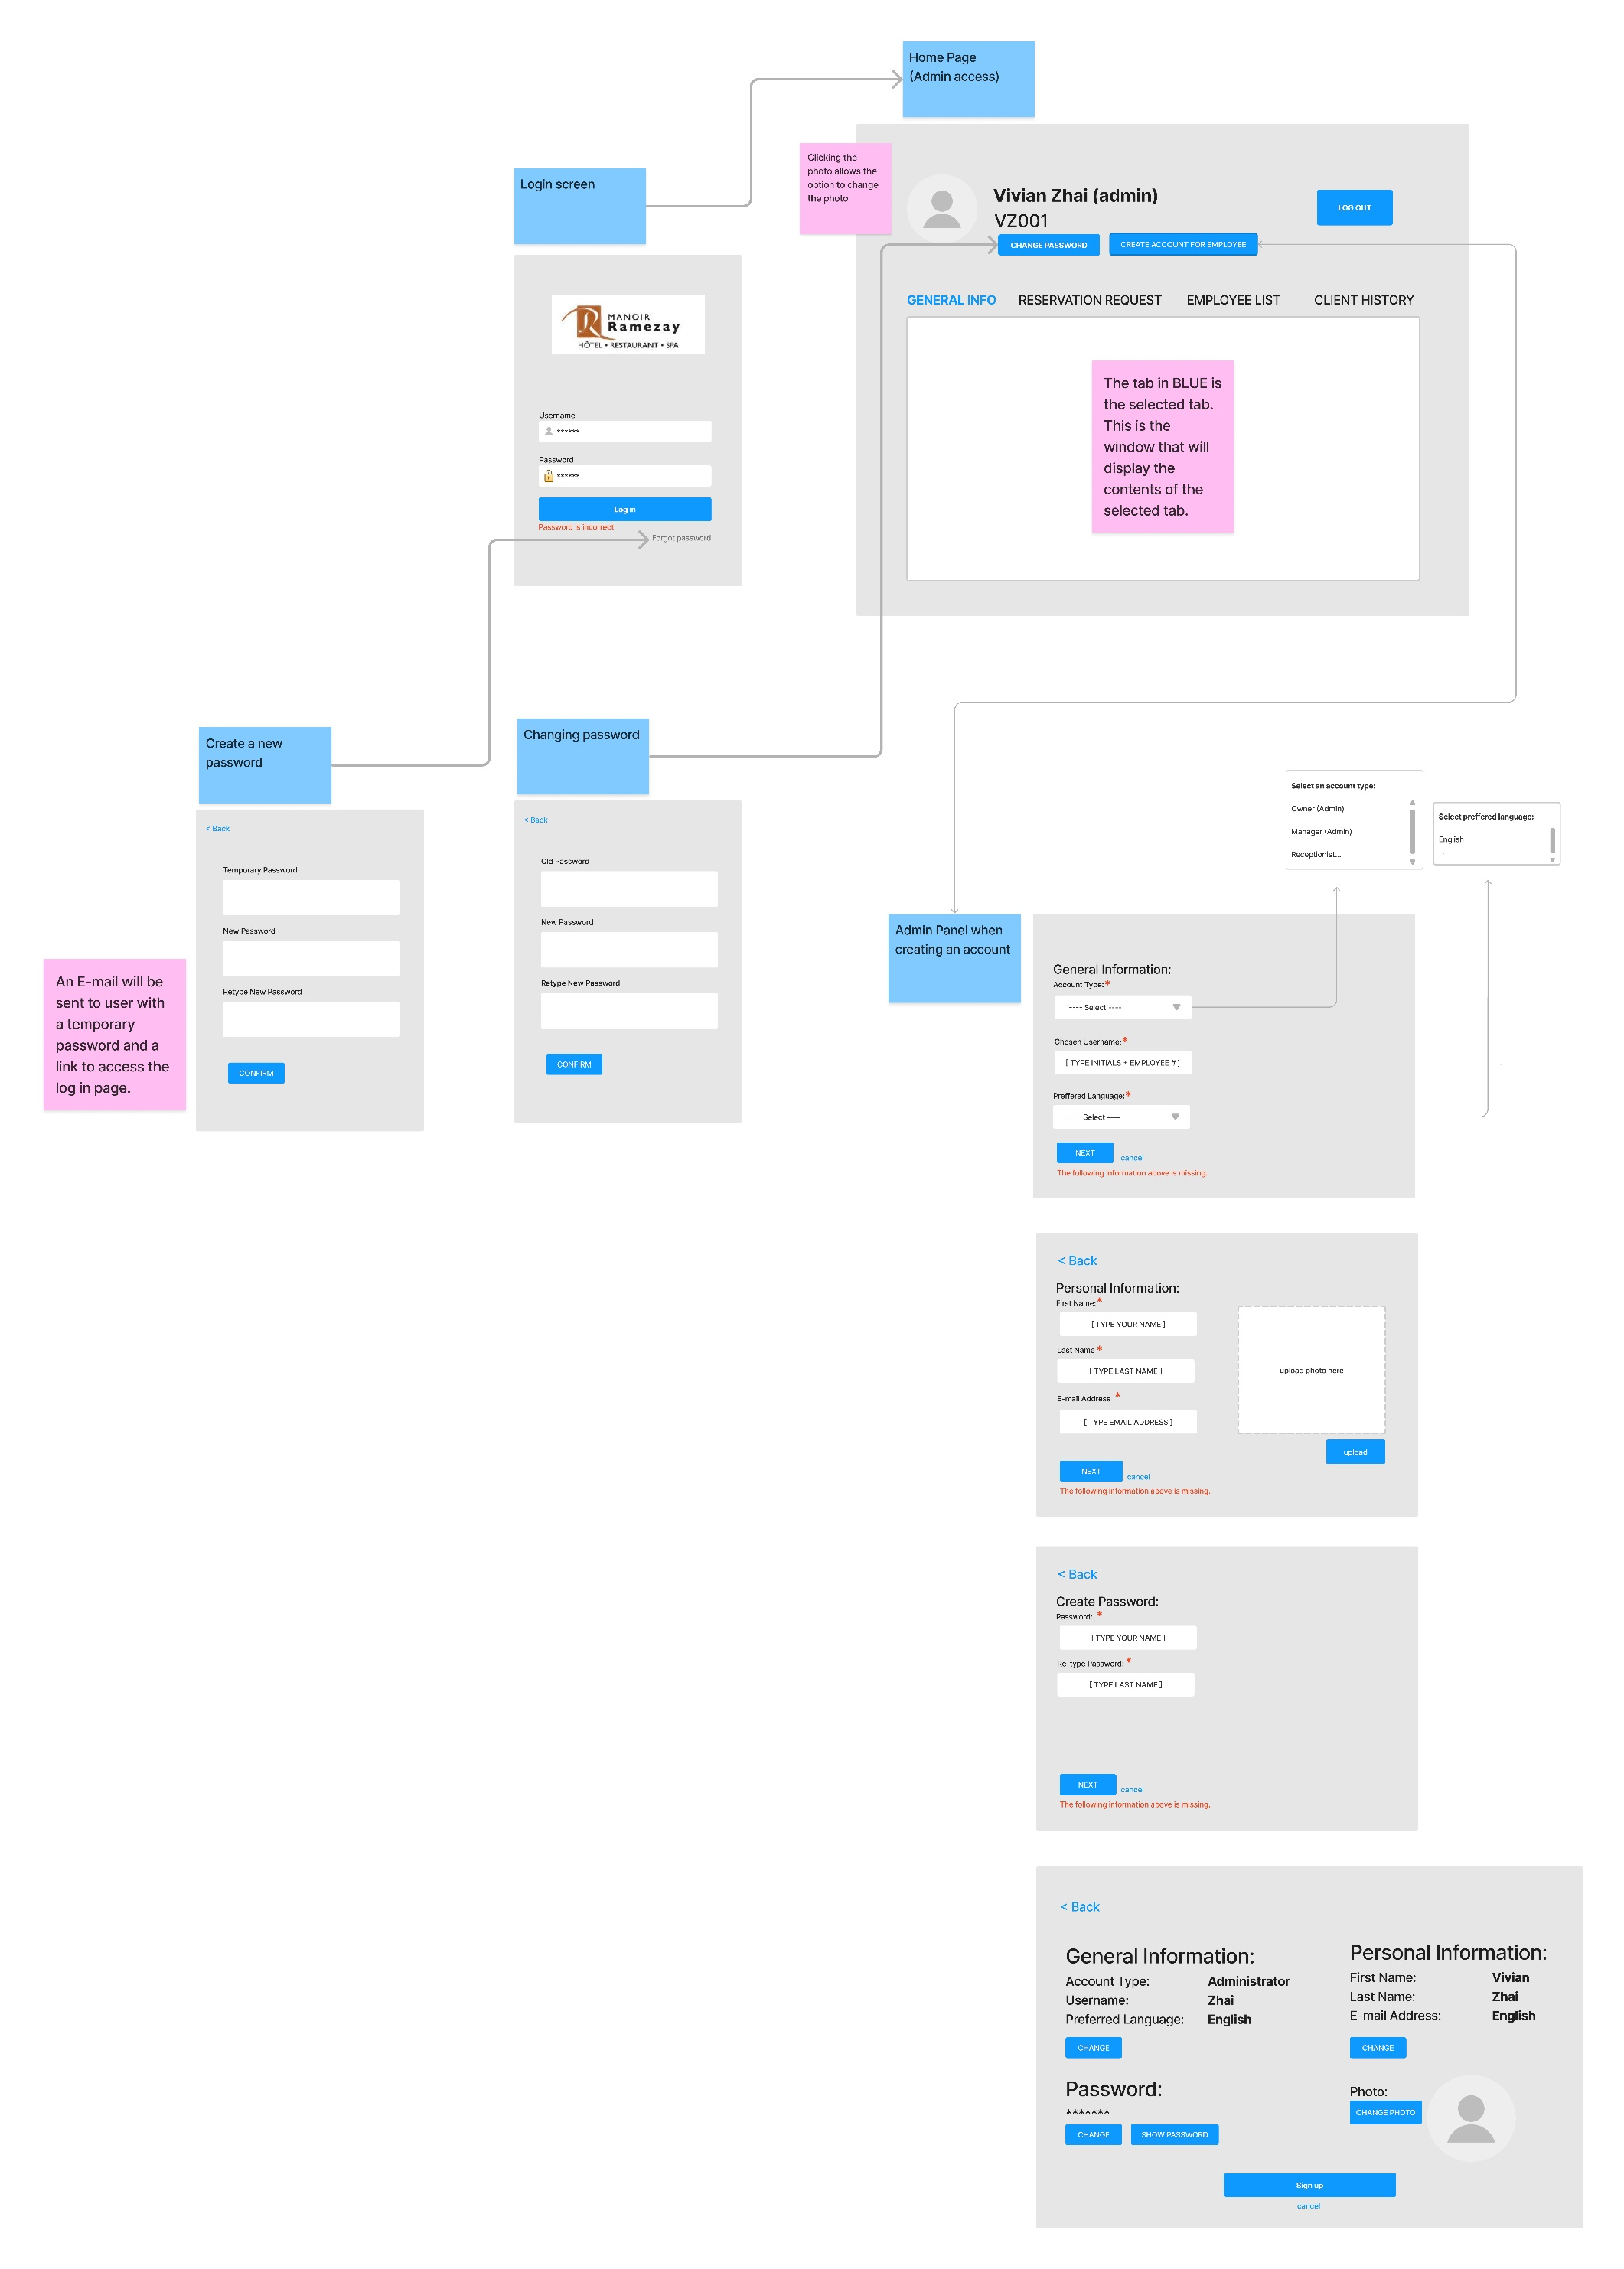 Home Page
(Admin access)
Clicking the
photo allows the
option to change
the photo
Vivian Zhai (admin)
VZ001
LOG OUT
CHANGE PASSWORD
CREATE ACCOUNT FOR EMPLOYEE
GENERAL INFO
RESERVATION REQUEST
EMPLOYEE LIST
CLIENT HISTORY
The tab in BLUE is
the selected tab.
This is the
window that will
display the
contents of the
selected tab.
Login screen
MANOIR
Ramezay
HÔTEL • RESTAURANT • SPA
Username
******
Password
******
Log in
Password is incorrect
Forgot password
Create a new
password
< Back
Temporary Password
New Password
Retype New Password
CONFIRM
An E-mail will be
sent to user with
a temporary
password and a
link to access the
log in page.
Changing password
< Back
Old Password
New Password
Retype New Password
CONFIRM
Select an account type:
Owner (Admin)
Manager (Admin)
Receptionist...
Select preffered language:
English
...
Admin Panel when
creating an account
General Information:
Account Type:*
---- Select ----
Chosen Username:*
[ TYPE INITIALS + EMPLOYEE # ]
Preffered Language:*
---- Select ----
NEXT
cancel
The following information above is missing.
< Back
Personal Information:
First Name:*
[ TYPE YOUR NAME ]
Last Name *
[ TYPE LAST NAME ]
E-mail Address *
[ TYPE EMAIL ADDRESS ]
upload photo here
upload
NEXT
cancel
The following information above is missing.
< Back
Create Password:
Password: *
[ TYPE YOUR NAME ]
Re-type Password: *
[ TYPE LAST NAME ]
NEXT
cancel
The following information above is missing.
< Back
General Information:
Account Type: Administrator
Username: Zhai
Preferred Language: English
CHANGE
Personal Information:
First Name: Vivian
Last Name: Zhai
E-mail Address: English
CHANGE
Password:
*******
CHANGE
SHOW PASSWORD
Photo:
CHANGE PHOTO
Sign up
cancel